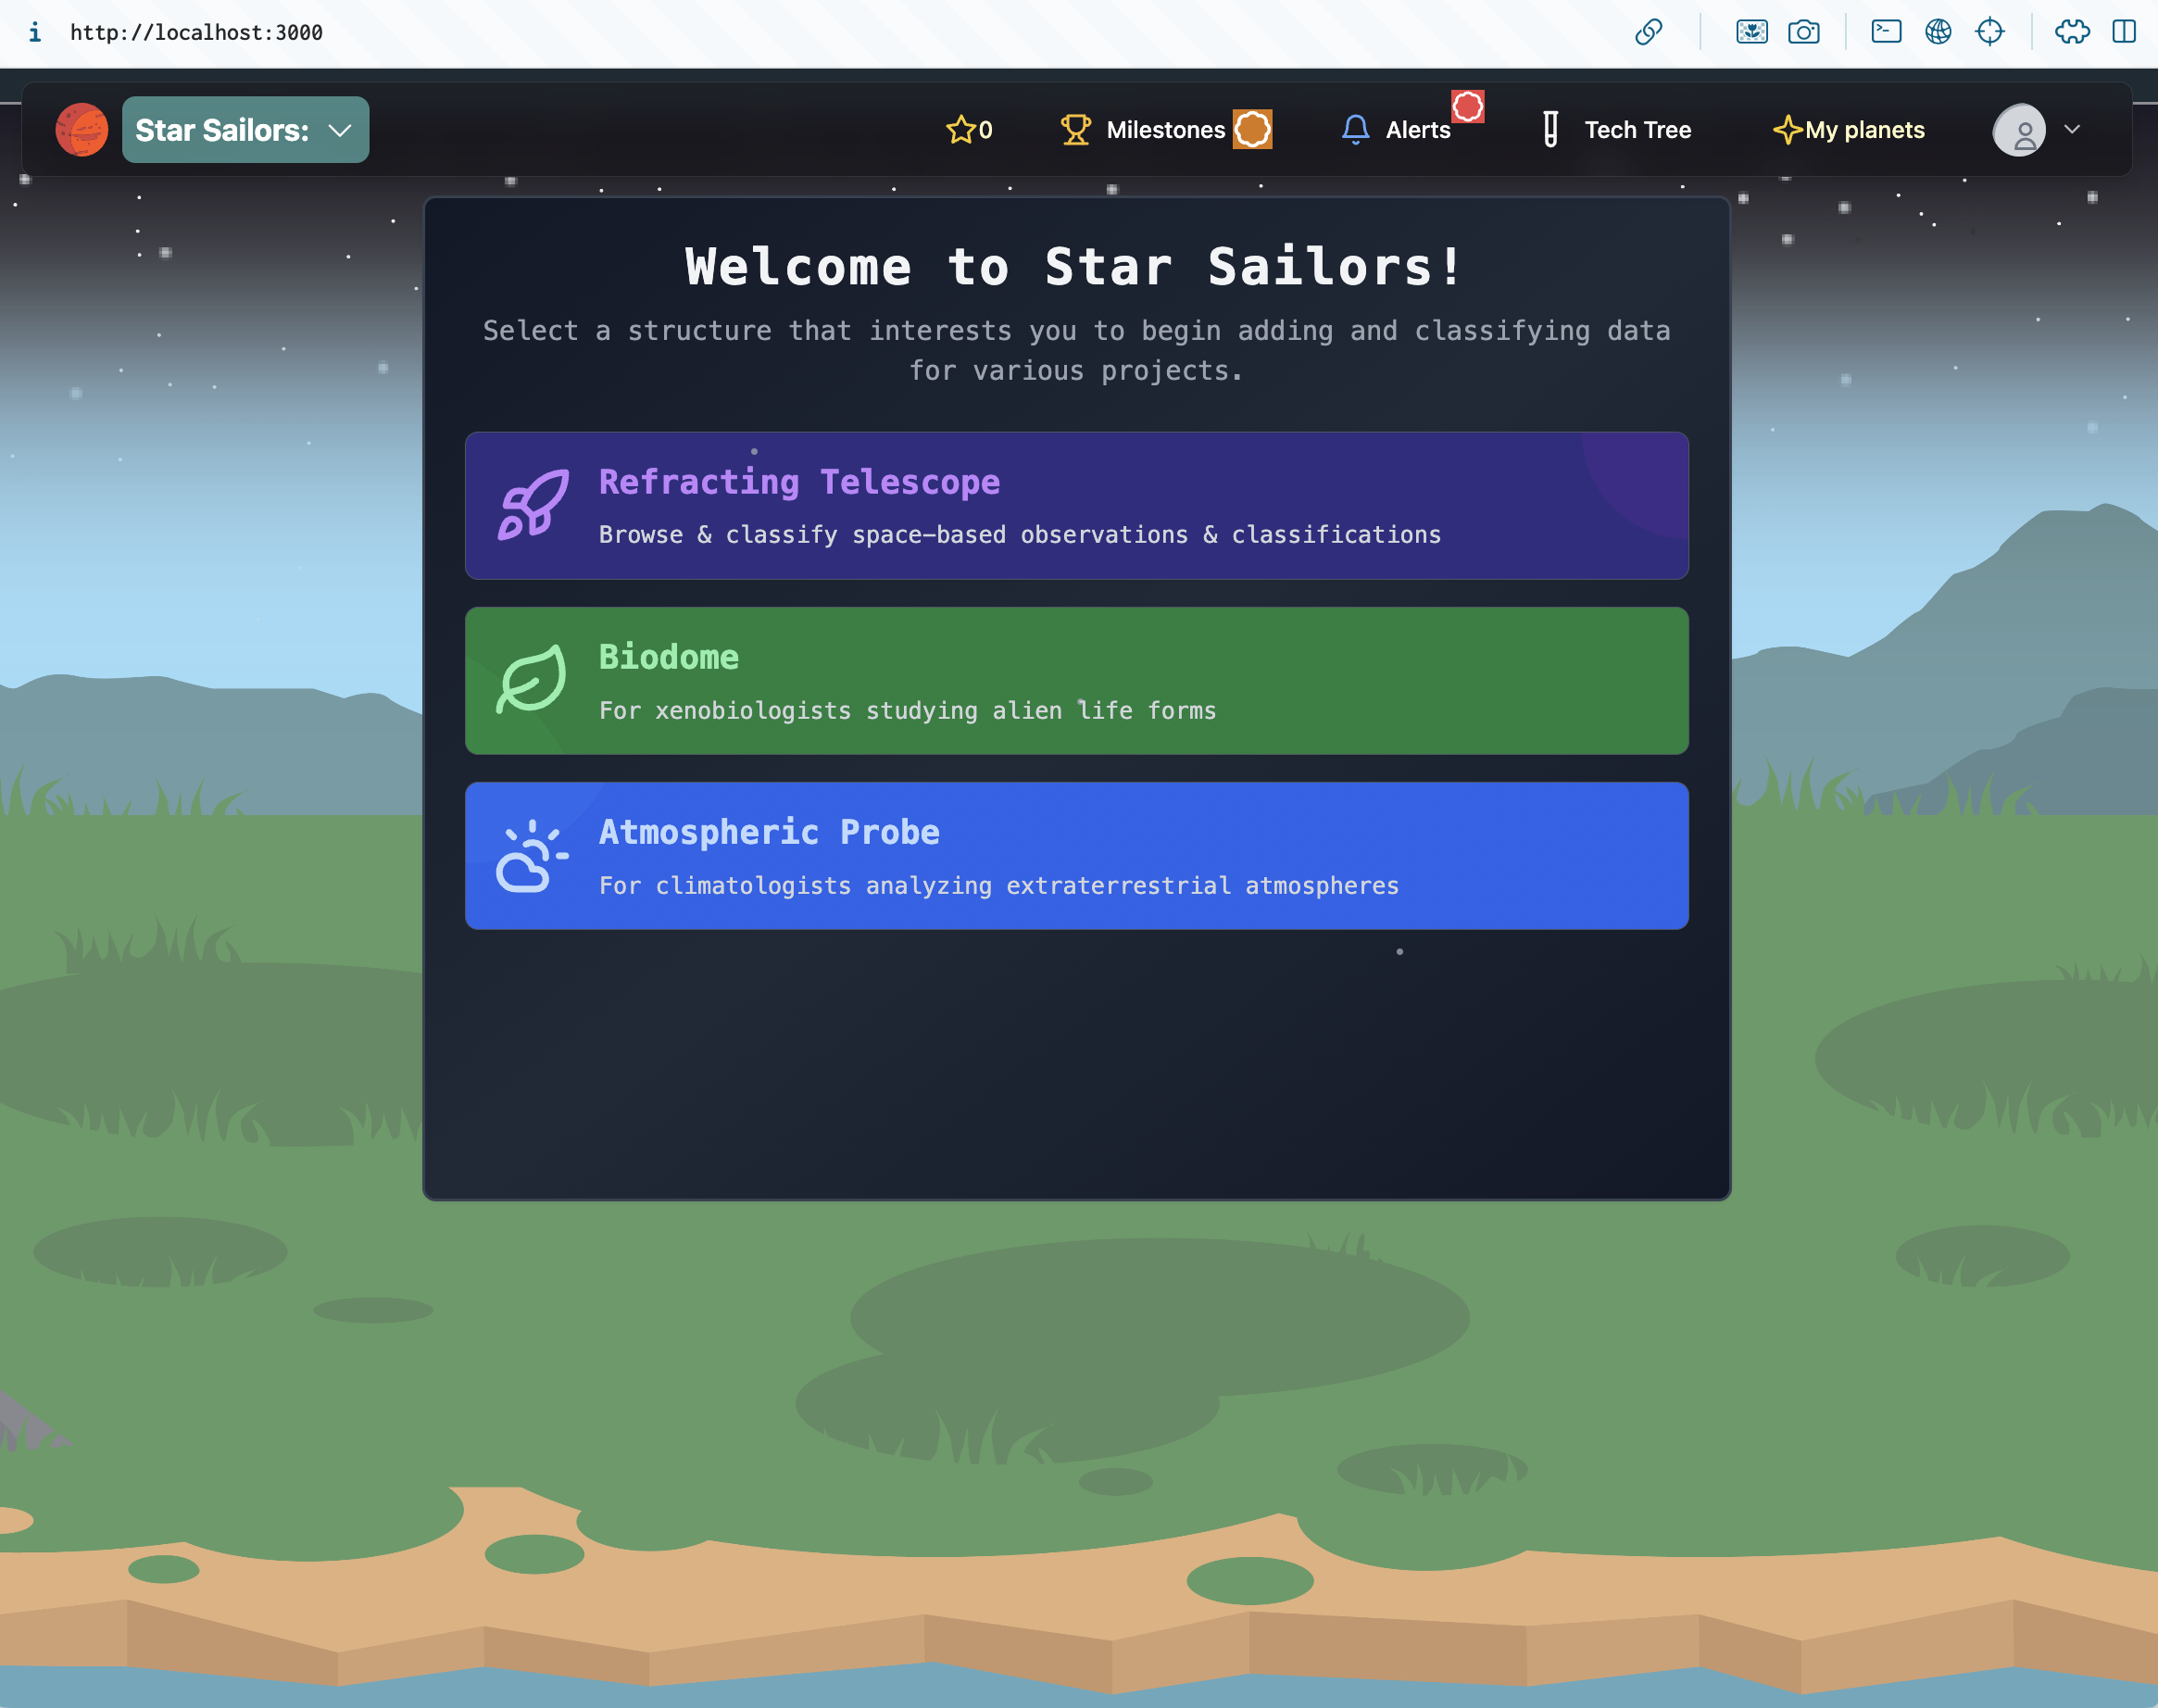 http://localhost:3000
Star Sailors:
0
Milestones
Alerts
Tech Tree
My planets
Welcome to Star Sailors!
Select a structure that interests you to begin adding and classifying data
for various projects.
Refracting Telescope
Browse & classify space-based observations & classifications
Biodome
For xenobiologists studying alien life forms
Atmospheric Probe
For climatologists analyzing extraterrestrial atmospheres